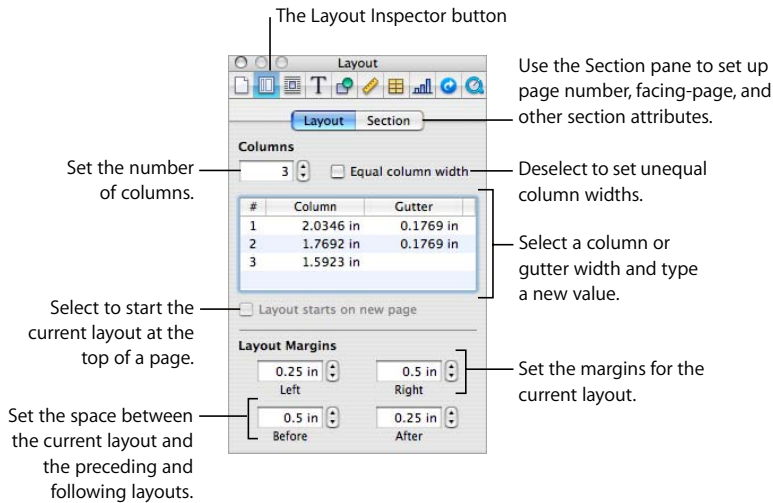 The Layout Inspector button
Layout
T
Layout Section
Use the Section pane to set up
page number, facing-page, and
other section attributes.
Columns
Set the number
of columns.
3
Equal column width
Deselect to set unequal
column widths.
# Column Gutter
1 2.0346 in 0.1769 in
2 1.7692 in 0.1769 in
3 1.5923 in
Select a column or
gutter width and type
a new value.
Select to start the
current layout at the
top of a page.
Layout starts on new page
Layout Margins
0.25 in 0.5 in
Left Right
Set the margins for the
current layout.
Set the space between
the current layout and
the preceding and
following layouts.
0.5 in 0.25 in
Before After